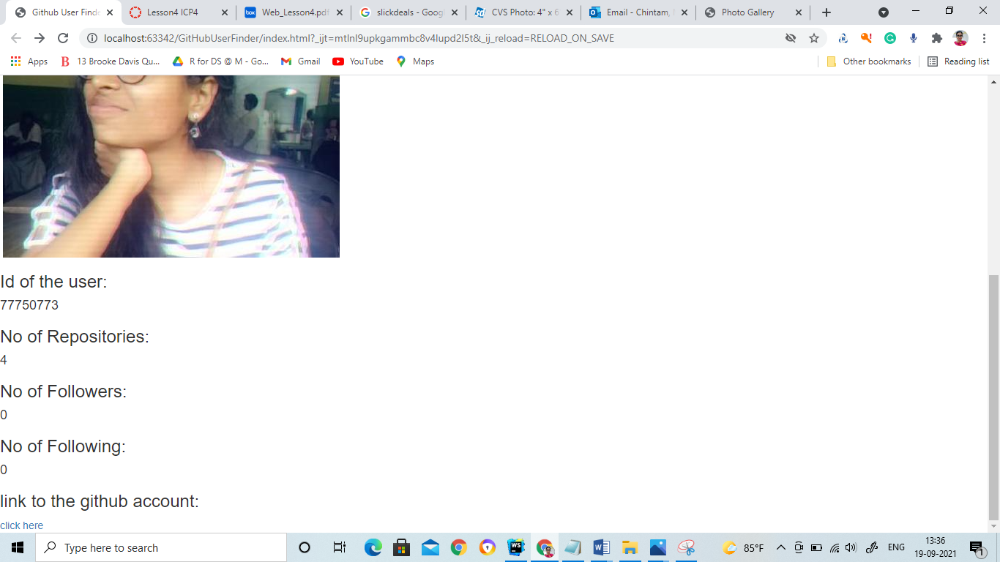 Github User Finde
Lesson4 ICP4
Web_Lesson4.pdf
slickdeals - Goog
CVS Photo: 4" x 6
Email - Chintam,
Photo Gallery
localhost:63342/GitHubUserFinder/index.html?_ijt=mtlnl9upkgammbc8v4lupd2l5t&_ij_reload=RELOAD_ON_SAVE
Apps
13 Brooke Davis Qu...
R for DS @ M - Go...
Gmail
YouTube
Maps
Other bookmarks
Reading list
Id of the user:
77750773
No of Repositories:
4
No of Followers:
0
No of Following:
0
link to the github account:
click here
Type here to search
85°F
ENG
13:36
19-09-2021
1